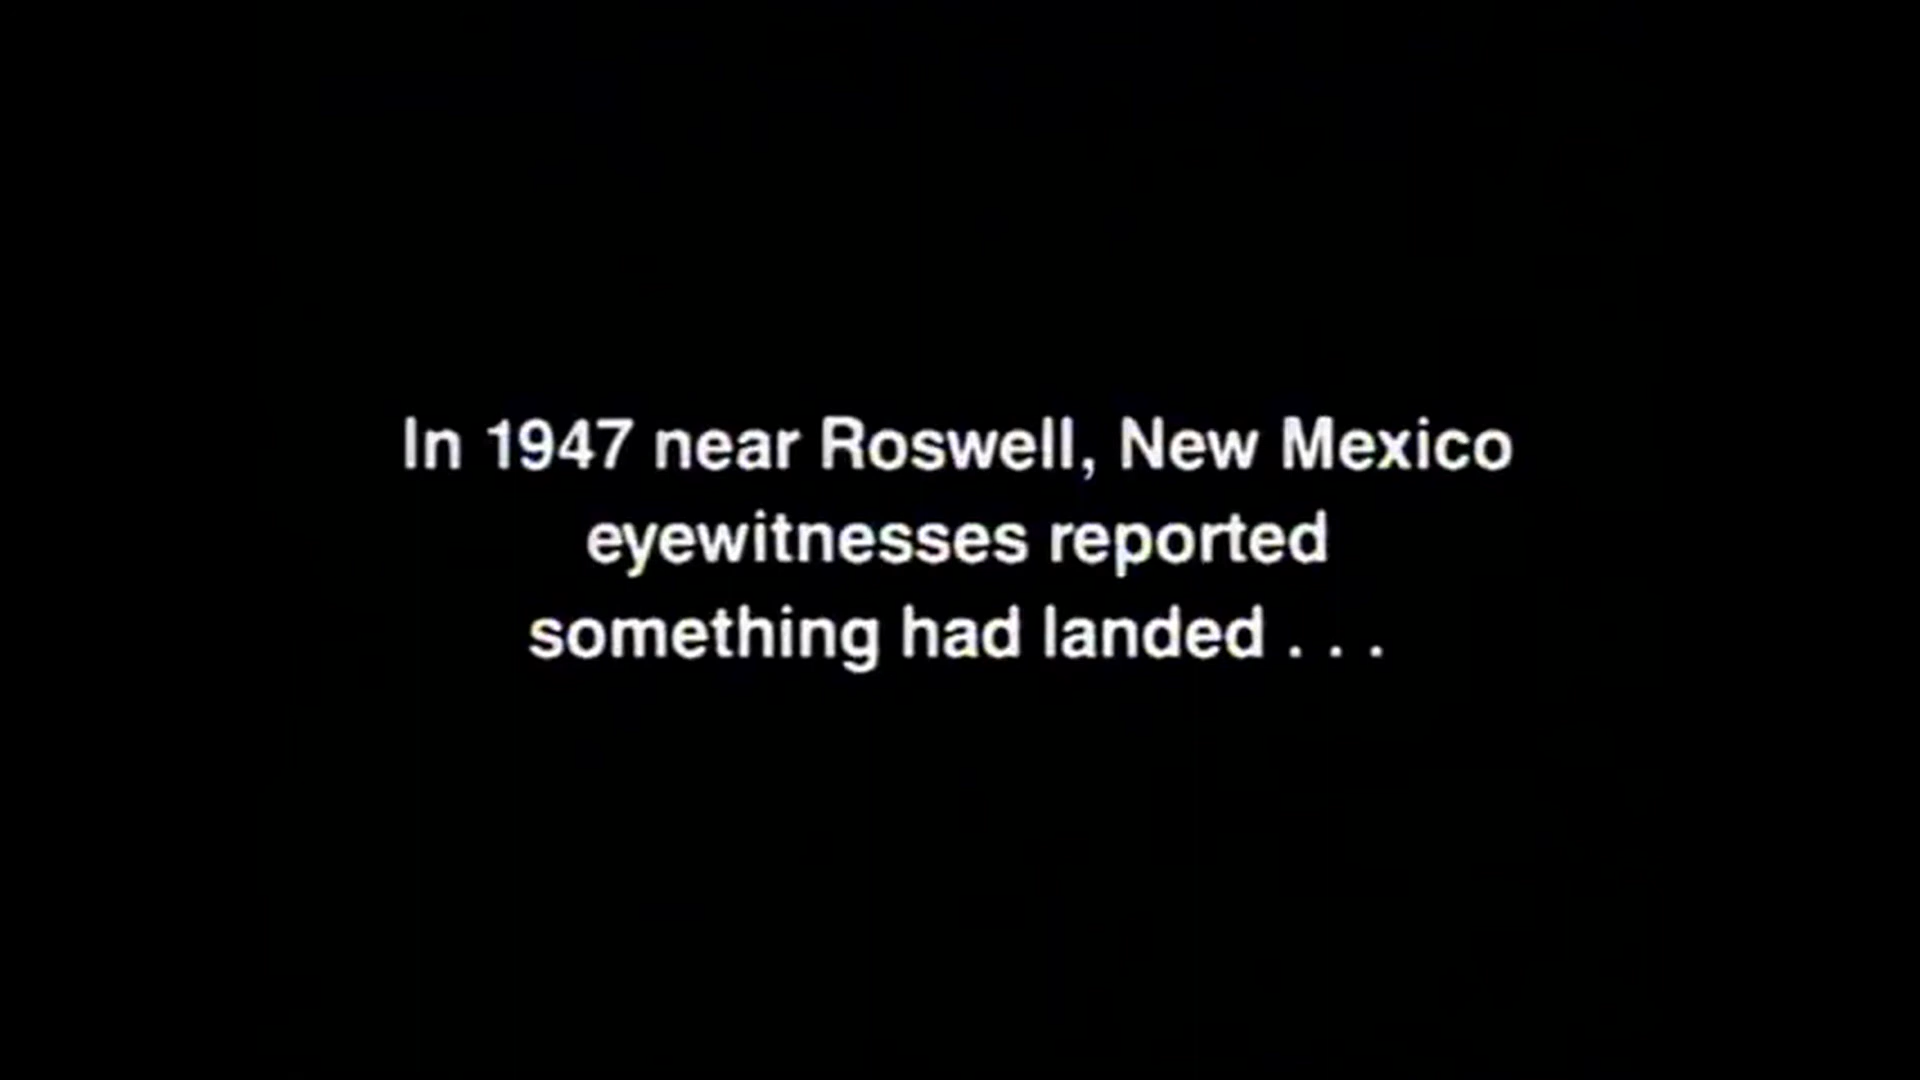 In 1947 near Roswell, New Mexico
eyewitnesses reported
something had landed . . .